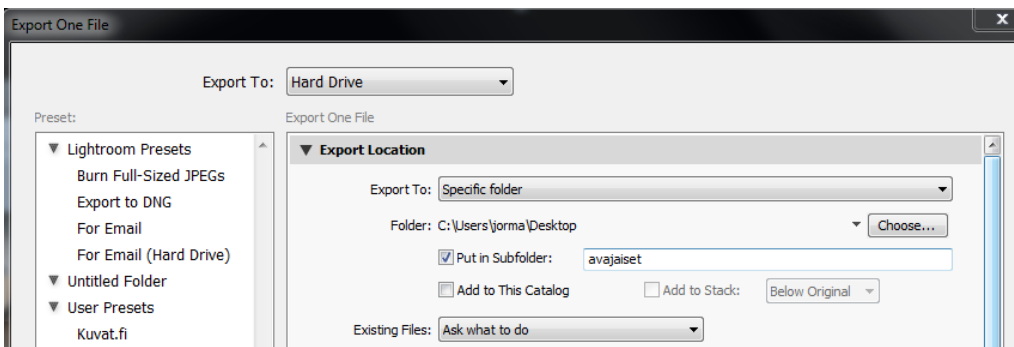 Export One File
x
Export To: Hard Drive
Preset:
Export One File
Lightroom Presets
Burn Full-Sized JPEGs
Export to DNG
For Email
For Email (Hard Drive)
Untitled Folder
User Presets
Kuvat.fi
Export Location
Export To: Specific folder
Folder: C:\Users\jorma\Desktop Choose...
Put in Subfolder: avajaiset
Add to This Catalog Add to Stack: Below Original
Existing Files: Ask what to do